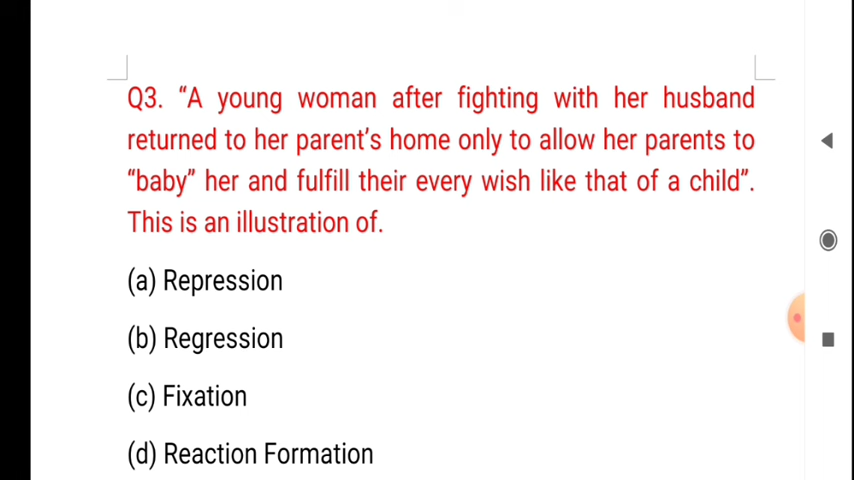 Q3. “A young woman after fighting with her husband
returned to her parent’s home only to allow her parents to
“baby” her and fulfill their every wish like that of a child”.
This is an illustration of.
(a) Repression
(b) Regression
(c) Fixation
(d) Reaction Formation